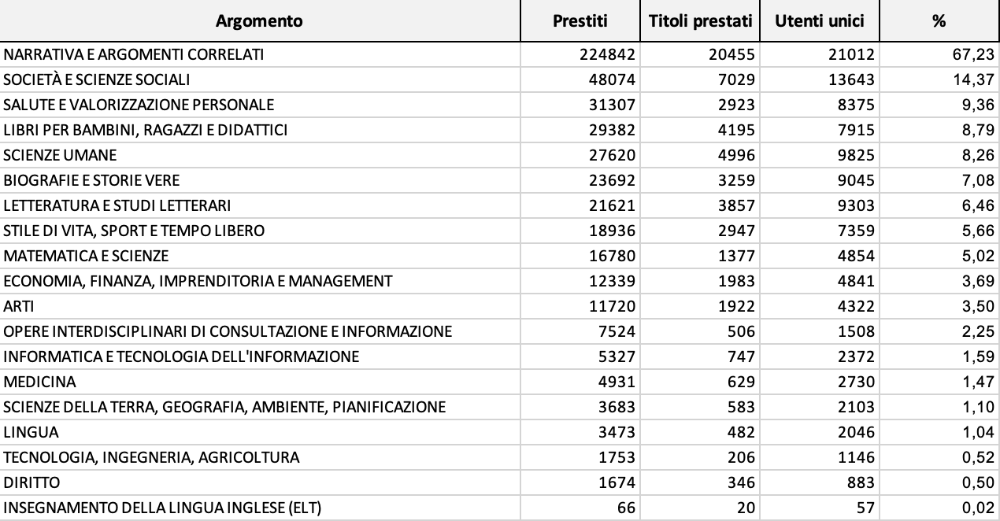 Argomento Prestiti Titoli prestati Utenti unici %
NARRATIVA E ARGOMENTI CORRELATI 224842 20455 21012 67,23
SOCIETÀ E SCIENZE SOCIALI 48074 7029 13643 14,37
SALUTE E VALORIZZAZIONE PERSONALE 31307 2923 8375 9,36
LIBRI PER BAMBINI, RAGAZZI E DIDATTICI 29382 4195 7915 8,79
SCIENZE UMANE 27620 4996 9825 8,26
BIOGRAFIE E STORIE VERE 23692 3259 9045 7,08
LETTERATURA E STUDI LETTERARI 21621 3857 9303 6,46
STILE DI VITA, SPORT E TEMPO LIBERO 18936 2947 7359 5,66
MATEMATICA E SCIENZE 16780 1377 4854 5,02
ECONOMIA, FINANZA, IMPRENDITORIA E MANAGEMENT 12339 1983 4841 3,69
ARTI 11720 1922 4322 3,50
OPERE INTERDISCIPLINARI DI CONSULTAZIONE E INFORMAZIONE 7524 506 1508 2,25
INFORMATICA E TECNOLOGIA DELL'INFORMAZIONE 5327 747 2372 1,59
MEDICINA 4931 629 2730 1,47
SCIENZE DELLA TERRA, GEOGRAFIA, AMBIENTE, PIANIFICAZIONE 3683 583 2103 1,10
LINGUA 3473 482 2046 1,04
TECNOLOGIA, INGEGNERIA, AGRICOLTURA 1753 206 1146 0,52
DIRITTO 1674 346 883 0,50
INSEGNAMENTO DELLA LINGUA INGLESE (ELT) 66 20 57 0,02